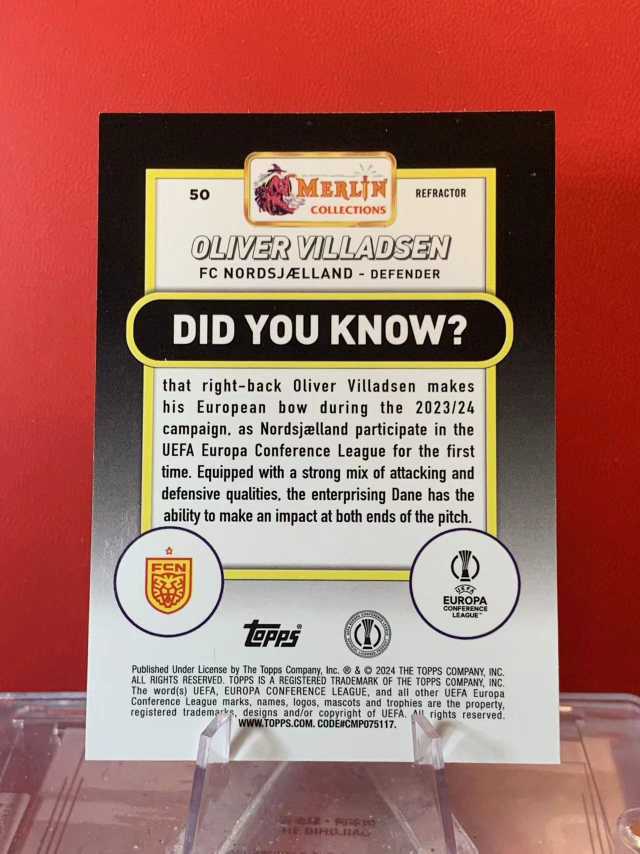 50
MERLIN
COLLECTIONS
REFRACTOR
OLIVER VILLADSEN
FC NORDSJÆLLAND - DEFENDER
DID YOU KNOW?
that right-back Oliver Villadsen makes
his European bow during the 2023/24
campaign, as Nordsjælland participate in the
UEFA Europa Conference League for the first
time. Equipped with a strong mix of attacking and
defensive qualities, the enterprising Dane has the
ability to make an impact at both ends of the pitch.
FCN
UEFA
EUROPA
CONFERENCE
LEAGUE™
Topps®
Published Under License by The Topps Company, Inc. ® & © 2024 THE TOPPS COMPANY, INC.
ALL RIGHTS RESERVED. TOPPS IS A REGISTERED TRADEMARK OF THE TOPPS COMPANY, INC.
The word(s) UEFA, EUROPA CONFERENCE LEAGUE, and all other UEFA Europa
Conference League marks, names, logos, mascots and trophies are the property,
registered trademarks, designs and/or copyright of UEFA. All rights reserved.
WWW.TOPPS.COM. CODE#CMP075117.